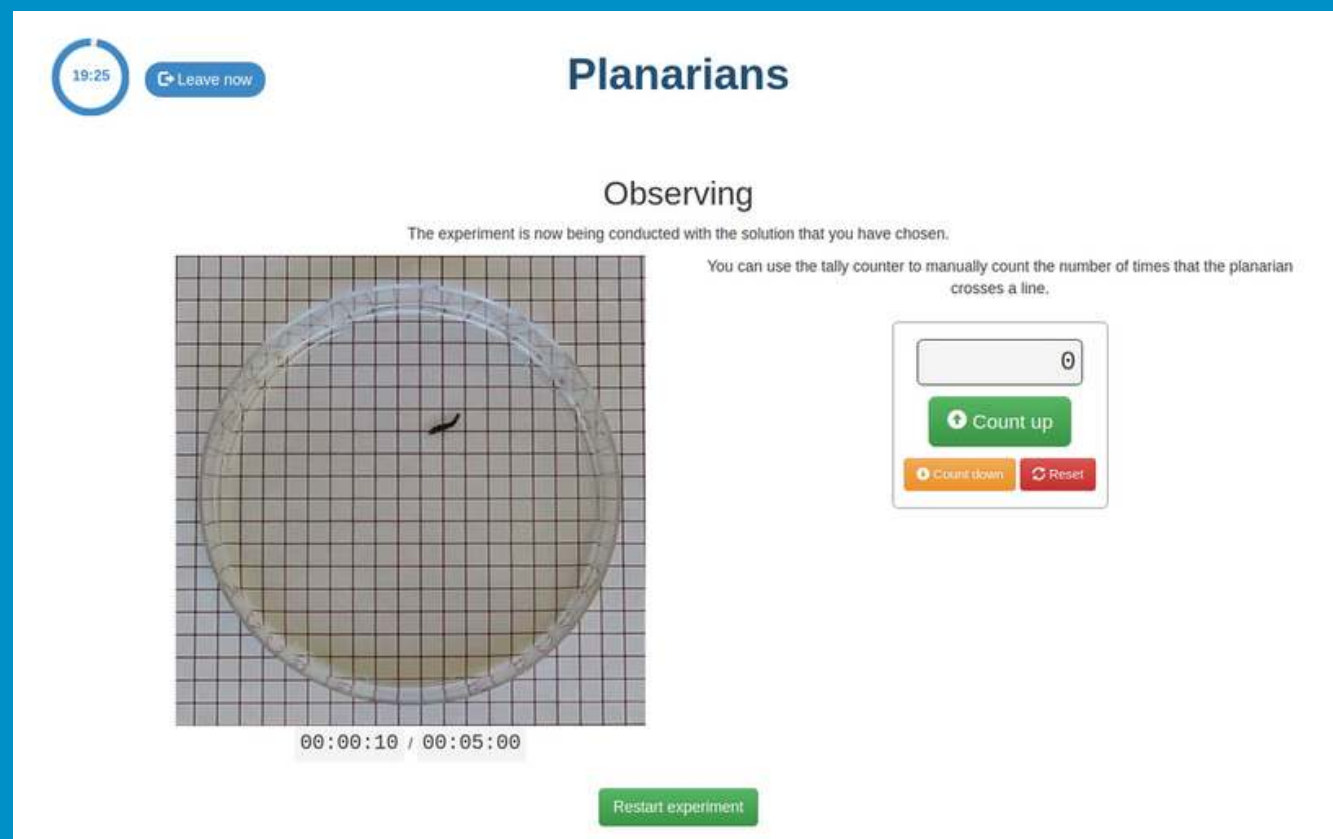 19:25
Leave now
Planarians
Observing
The experiment is now being conducted with the solution that you have chosen.
You can use the tally counter to manually count the number of times that the planarian
crosses a line.
0
Count up
Count down
Reset
00:00:10 / 00:05:00
Restart experiment